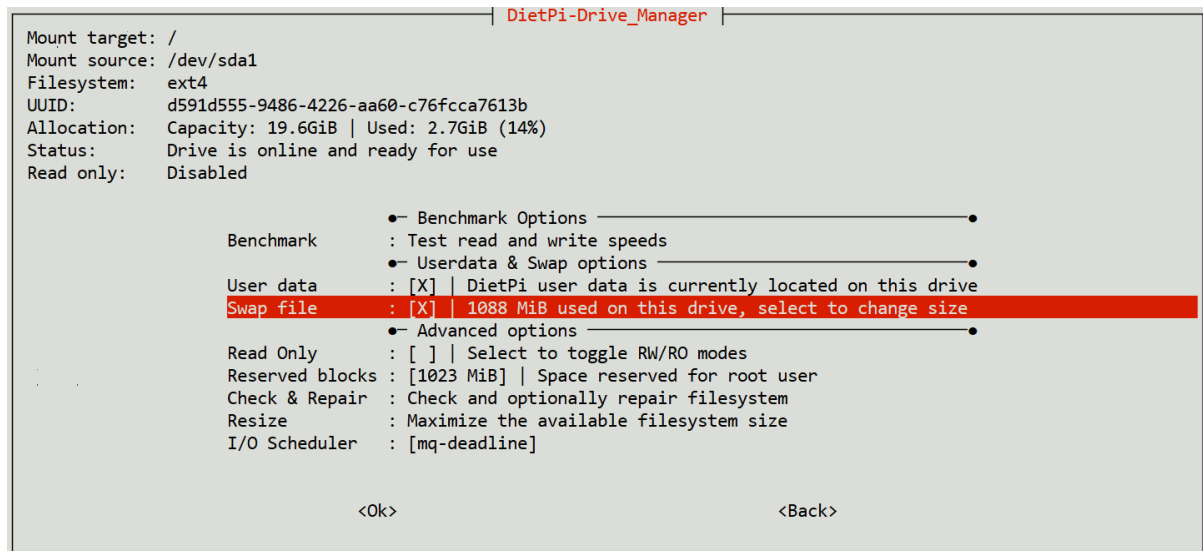 DietPi-Drive_Manager
Mount target: /
Mount source: /dev/sda1
Filesystem: ext4
UUID: d591d555-9486-4226-aa60-c76fcca7613b
Allocation: Capacity: 19.6GiB | Used: 2.7GiB (14%)
Status: Drive is online and ready for use
Read only: Disabled
●─ Benchmark Options ─●
Benchmark : Test read and write speeds
●─ Userdata & Swap options ─●
User data : [X] | DietPi user data is currently located on this drive
Swap file : [X] | 1088 MiB used on this drive, select to change size
●─ Advanced options ─●
Read Only : [ ] | Select to toggle RW/RO modes
Reserved blocks : [1023 MiB] | Space reserved for root user
Check & Repair : Check and optionally repair filesystem
Resize : Maximize the available filesystem size
I/O Scheduler : [mq-deadline]
<Ok> <Back>